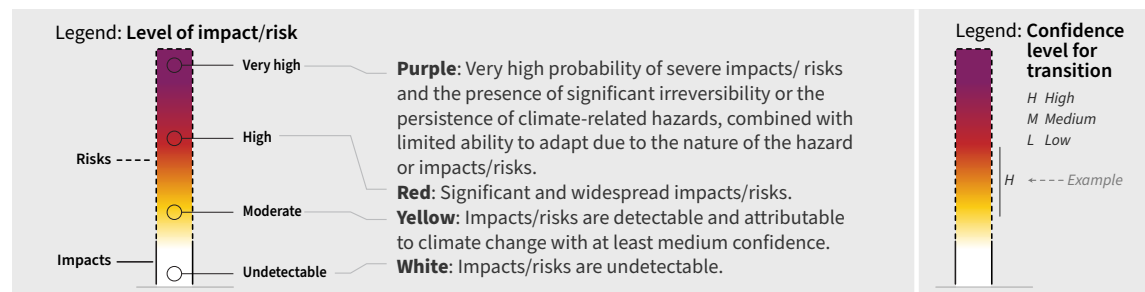 Legend: Level of impact/risk
Very high
High
Risks
Moderate
Impacts
Undetectable
Purple: Very high probability of severe impacts/ risks
and the presence of significant irreversibility or the
persistence of climate-related hazards, combined with
limited ability to adapt due to the nature of the hazard
or impacts/risks.
Red: Significant and widespread impacts/risks.
Yellow: Impacts/risks are detectable and attributable
to climate change with at least medium confidence.
White: Impacts/risks are undetectable.
Legend: Confidence
level for
transition
H High
M Medium
L Low
H Example